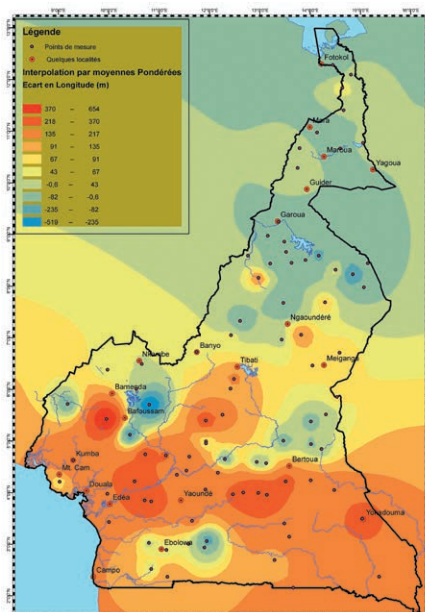 Légende
Points de mesure
Quelques localités
Interpolation par moyennes Pondérées
Ecart en Longitude (m)
370 – 654
218 – 370
135 – 217
91 – 135
67 – 91
43 – 67
-0,6 – 43
-82 – -0,6
-235 – -82
-519 – -235
Fotokol
Mora
Maroua
Yagoua
Guider
Garoua
Ngaoundéré
Nkambe
Banyo
Tibati
Meiganga
Bamenda
Bafoussam
Kumba
Mt. Cam
Bertoua
Douala
Edéa
Yaounde
Yokadouma
Ebolowa
Campo